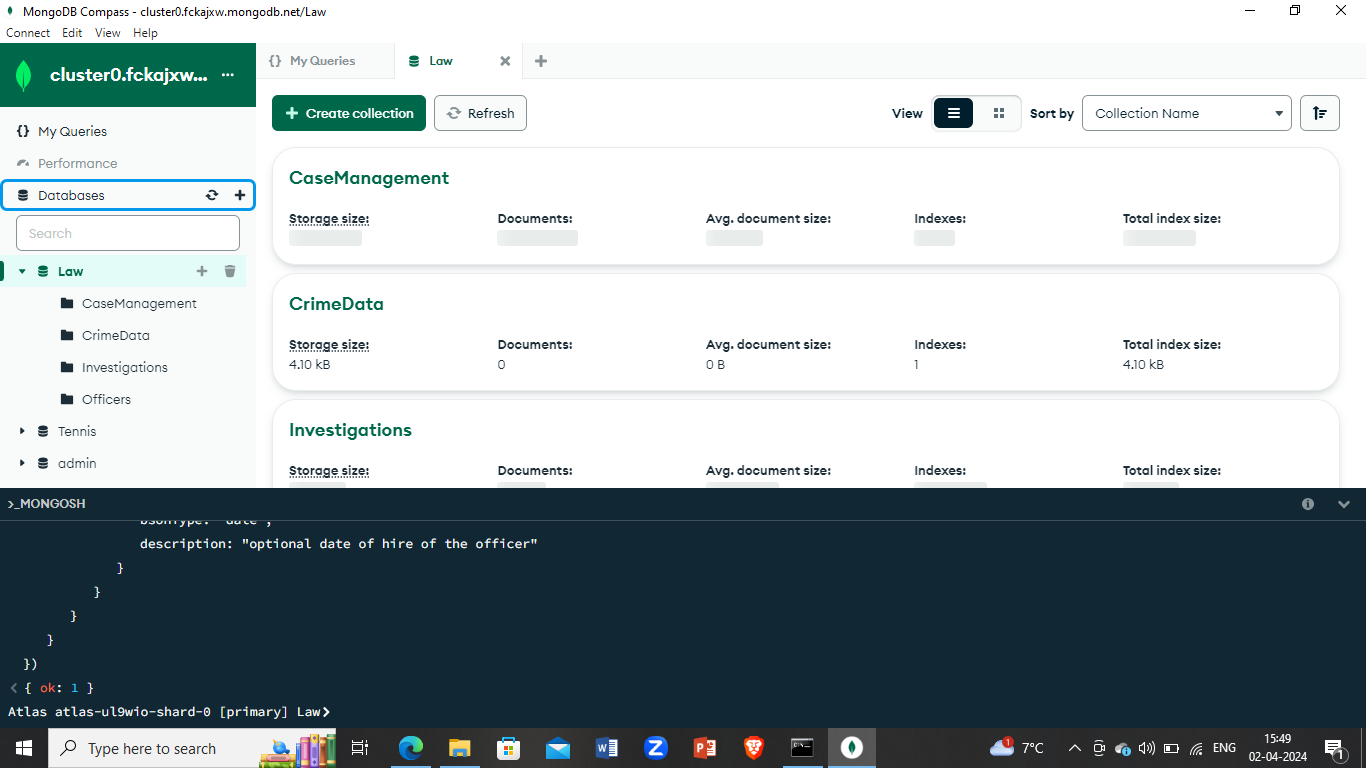 MongoDB Compass - cluster0.fckajxw.mongodb.net/Law
Connect Edit View Help
cluster0.fckajxw... ...
{} My Queries
Performance
Databases
Search
Law
CaseManagement
CrimeData
Investigations
Officers
Tennis
admin
{} My Queries
Law
Create collection
Refresh
View
Sort by
Collection Name
CaseManagement
Storage size: Documents: Avg. document size: Indexes: Total index size:
CrimeData
Storage size: Documents: Avg. document size: Indexes: Total index size:
4.10 kB 0 0 B 1 4.10 kB
Investigations
Storage size: Documents: Avg. document size: Indexes: Total index size:
>_MONGOSH
bsonType: "date",
description: "optional date of hire of the officer"
}
}
}
}
})
< { ok: 1 }
Atlas atlas-ul9wio-shard-0 [primary] Law>
Type here to search
1
7°C
ENG
15:49
02-04-2024
1